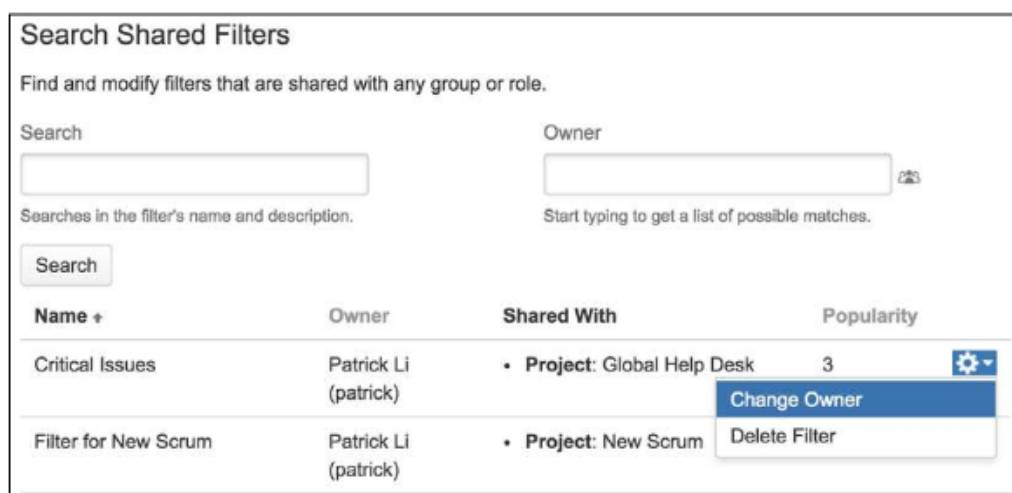 Search Shared Filters
Find and modify filters that are shared with any group or role.
Search Owner
Searches in the filter's name and description. Start typing to get a list of possible matches.
Search
Name Owner Shared With Popularity
Critical Issues Patrick Li • Project: Global Help Desk 3
(patrick)
Change Owner
Filter for New Scrum Patrick Li • Project: New Scrum Delete Filter
(patrick)